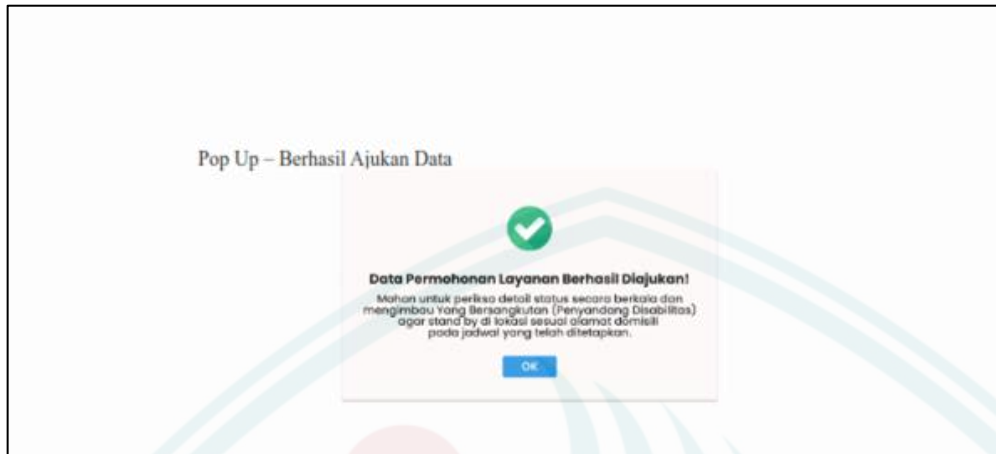 Pop Up – Berhasil Ajukan Data
Data Permohonan Layanan Berhasil Diajukan!
Mohon untuk periksa detail status secara berkala dan
mengimbau Yang Bersangkutan (Penyandang Disabilitas)
agar stand by di lokasi sesuai alamat domisili
pada jadwal yang telah ditetapkan.
OK